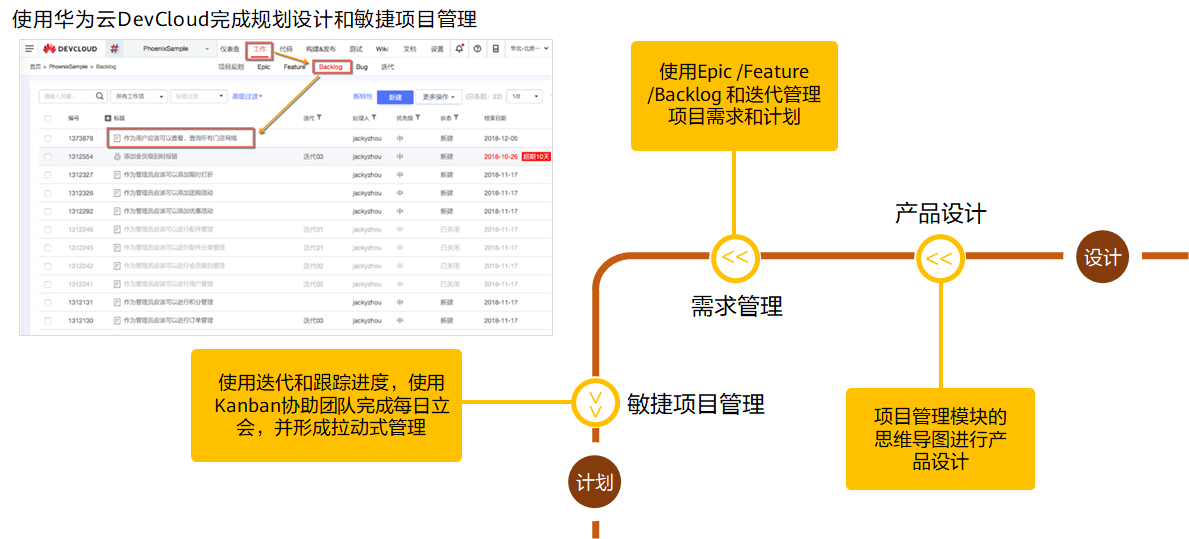 使用华为云DevCloud完成规划设计和敏捷项目管理
DEVCLOUD # PhoenixSample 仪表盘 工作 代码 构建&发布 测试 Wiki 文档 设置 华北-北京一
首页 > PhoenixSample > Backlog 项目规划 Epic Feature Backlog Bug 迭代
请输入关键... 所有工作项 标题过滤 高级过滤 新特性 新建 更多操作 (总条数: 22) 1/2
编号 标题 迭代 处理人 优先级 状态 结束日期
1373878 作为用户应该可以查看、查询所有门店网络 jackyzhou 中 新建 2018-12-05
1312554 添加会员级别时报错 迭代03 jackyzhou 中 新建 2018-10-26 超期10天
1312327 作为管理员应该可以添加限时打折 jackyzhou 中 新建 2018-11-17
1312326 作为管理员应该可以添加团购活动 jackyzhou 中 新建 2018-11-17
1312292 作为管理员应该可以添加优惠活动 jackyzhou 中 新建 2018-11-17
1312246 作为管理员应该可以进行配件管理 迭代01 jackyzhou 中 已关闭
1312245 作为管理员应该可以进行配件分类管理 迭代01 jackyzhou 中 已关闭
1312242 作为管理员应该可以进行会员级别管理 迭代02 jackyzhou 中 已关闭
1312241 作为管理员应该可以进行用户管理 迭代02 jackyzhou 中 已关闭
1312131 作为管理员应该可以进行积分管理 jackyzhou 中 新建 2018-11-17
1312130 作为管理员应该可以进行订单管理 迭代03 jackyzhou 中 新建 2018-11-17
使用Epic /Feature
/Backlog 和迭代管理
项目需求和计划
产品设计
<<
<<
设计
需求管理
使用迭代和跟踪进度，使用
Kanban协助团队完成每日立
会，并形成拉动式管理
敏捷项目管理
项目管理模块的
思维导图进行产
品设计
计划